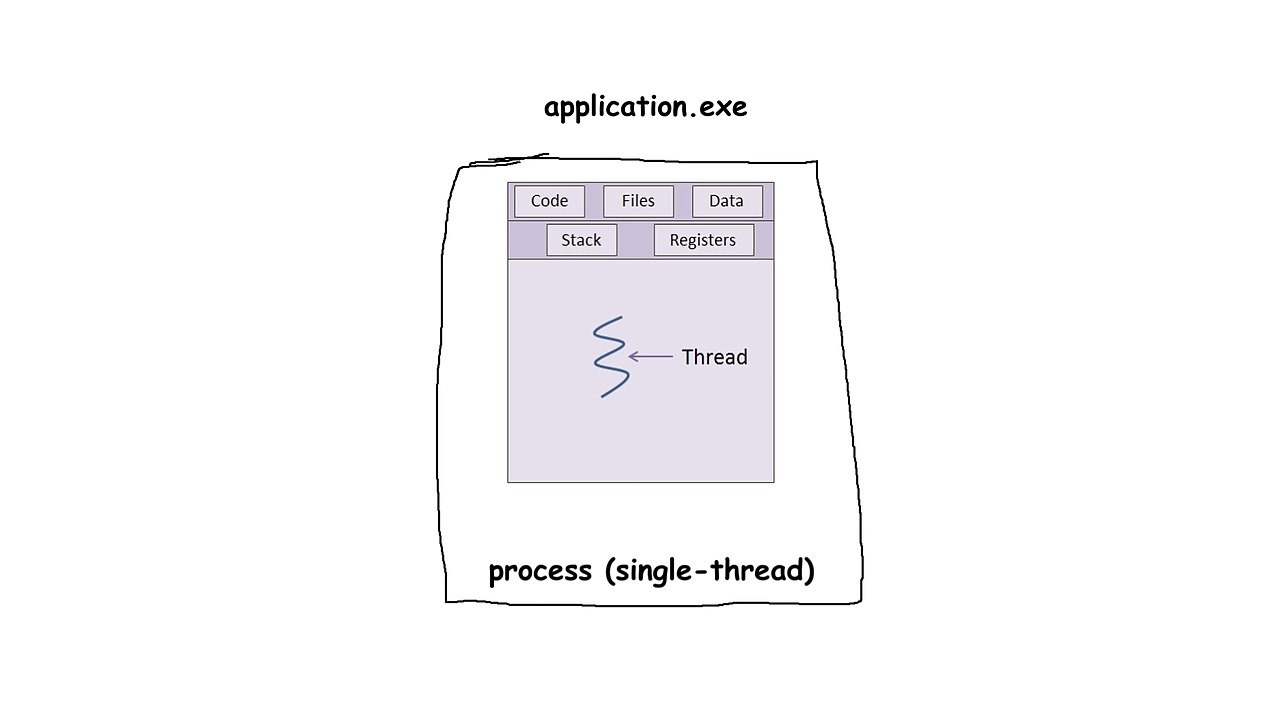 application.exe
Code Files Data
Stack Registers
Thread
process (single-thread)